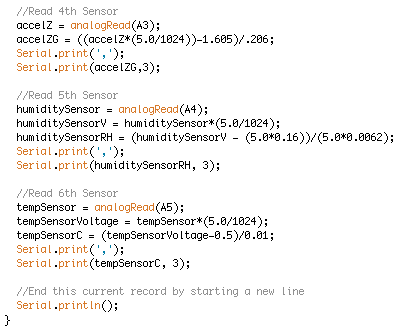 //Read 4th Sensor
accelZ = analogRead(A3);
accelZG = ((accelZ*(5.0/1024))-1.605)/.206;
Serial.print(',');
Serial.print(accelZG,3);

//Read 5th Sensor
humiditySensor = analogRead(A4);
humiditySensorV = humiditySensor*(5.0/1024);
humiditySensorRH = (humiditySensorV - (5.0*0.16))/(5.0*0.0062);
Serial.print(',');
Serial.print(humiditySensorRH, 3);

//Read 6th Sensor
tempSensor = analogRead(A5);
tempSensorVoltage = tempSensor*(5.0/1024);
tempSensorC = (tempSensorVoltage-0.5)/0.01;
Serial.print(',');
Serial.print(tempSensorC, 3);

//End this current record by starting a new line
Serial.println();
}